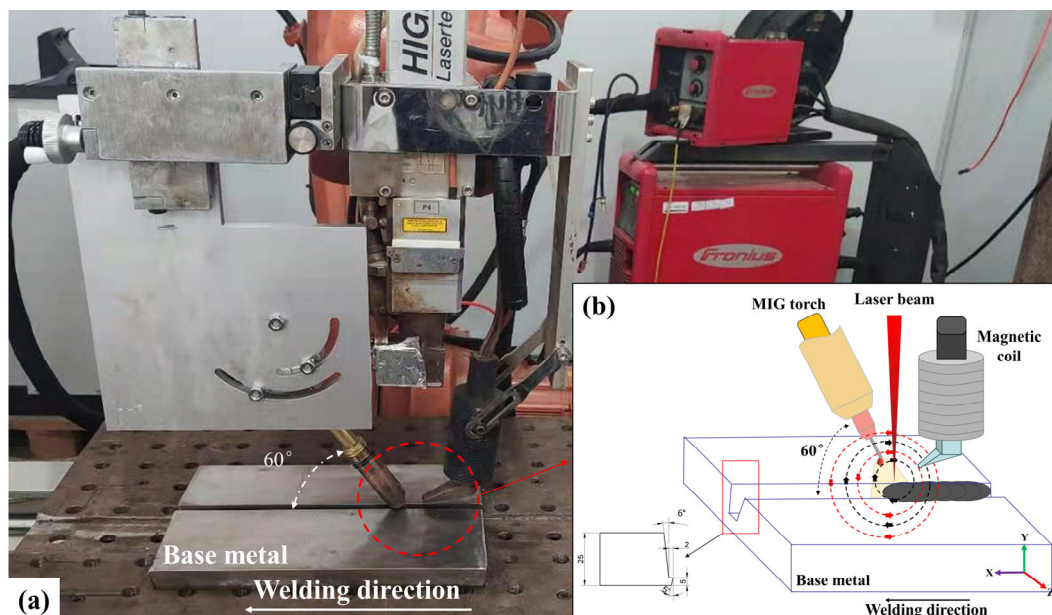 HIG
Laserte
P4
Fronius
60°
Base metal
Welding direction
(a)
(b)
MIG torch
Laser beam
Magnetic
coil
60°
6°
2
25
5
Base metal
Y
X
Z
Welding direction